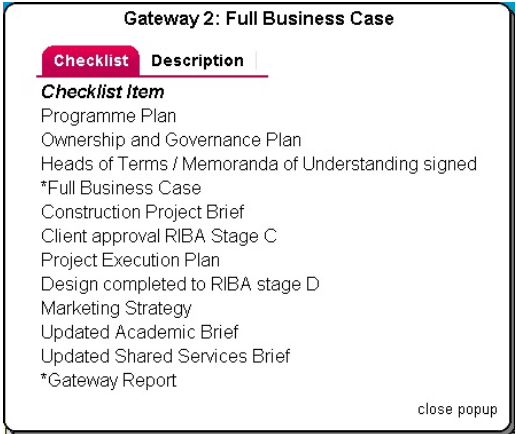 Gateway 2: Full Business Case
Checklist Description
Checklist Item
Programme Plan
Ownership and Governance Plan
Heads of Terms / Memoranda of Understanding signed
*Full Business Case
Construction Project Brief
Client approval RIBA Stage C
Project Execution Plan
Design completed to RIBA stage D
Marketing Strategy
Updated Academic Brief
Updated Shared Services Brief
*Gateway Report
close popup